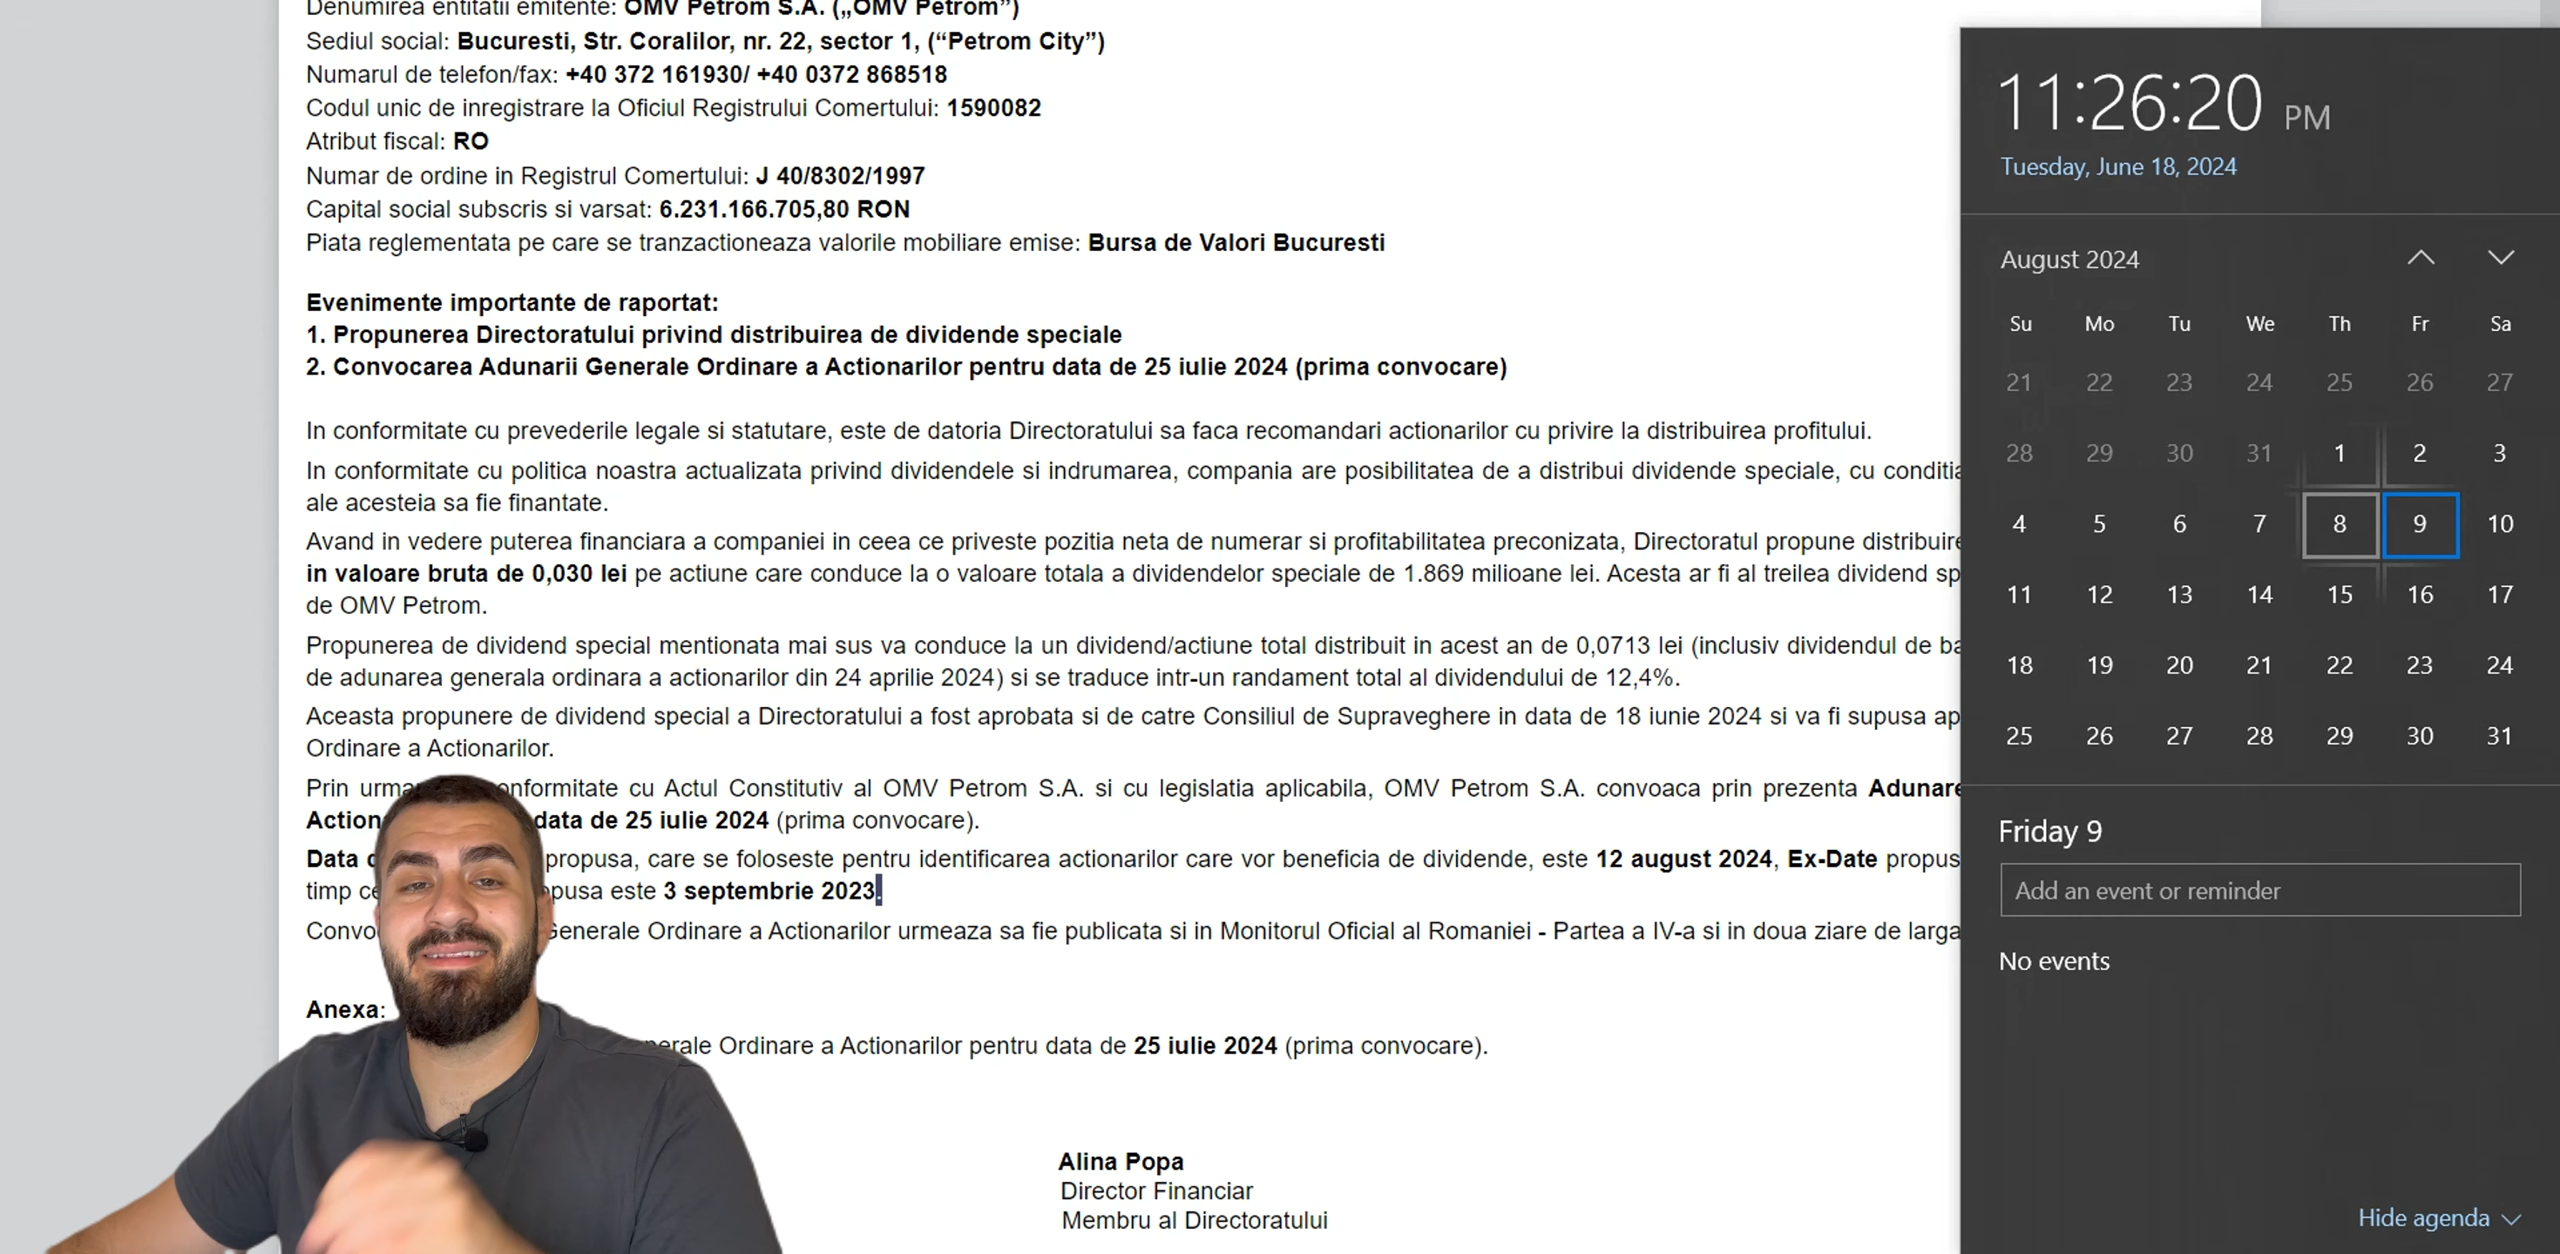 Denumirea entitatii emitente: OMV Petrom S.A. („OMV Petrom”)
Sediul social: Bucuresti, Str. Coralilor, nr. 22, sector 1, (“Petrom City”)
Numarul de telefon/fax: +40 372 161930/ +40 0372 868518
Codul unic de inregistrare la Oficiul Registrului Comertului: 1590082
Atribut fiscal: RO
Numar de ordine in Registrul Comertului: J 40/8302/1997
Capital social subscris si varsat: 6.231.166.705,80 RON
Piata reglementata pe care se tranzactioneaza valorile mobiliare emise: Bursa de Valori Bucuresti
Evenimente importante de raportat:
1. Propunerea Directoratului privind distribuirea de dividende speciale
2. Convocarea Adunarii Generale Ordinare a Actionarilor pentru data de 25 iulie 2024 (prima convocare)
In conformitate cu prevederile legale si statutare, este de datoria Directoratului sa faca recomandari actionarilor cu privire la distribuirea profitului.
In conformitate cu politica noastra actualizata privind dividendele si indrumarea, compania are posibilitatea de a distribui dividende speciale, cu conditia
ale acesteia sa fie finantate.
Avand in vedere puterea financiara a companiei in ceea ce priveste pozitia neta de numerar si profitabilitatea preconizata, Directoratul propune distribuire
in valoare bruta de 0,030 lei pe actiune care conduce la o valoare totala a dividendelor speciale de 1.869 milioane lei. Acesta ar fi al treilea dividend sp
de OMV Petrom.
Propunerea de dividend special mentionata mai sus va conduce la un dividend/actiune total distribuit in acest an de 0,0713 lei (inclusiv dividendul de ba
de adunarea generala ordinara a actionarilor din 24 aprilie 2024) si se traduce intr-un randament total al dividendului de 12,4%.
Aceasta propunere de dividend special a Directoratului a fost aprobata si de catre Consiliul de Supraveghere in data de 18 iunie 2024 si va fi supusa ap
Ordinare a Actionarilor.
Prin urma onformitate cu Actul Constitutiv al OMV Petrom S.A. si cu legislatia aplicabila, OMV Petrom S.A. convoaca prin prezenta Adunare
Action data de 25 iulie 2024 (prima convocare).
Data d propusa, care se foloseste pentru identificarea actionarilor care vor beneficia de dividende, este 12 august 2024, Ex-Date propus
timp ce pusa este 3 septembrie 2023.
Convo Generale Ordinare a Actionarilor urmeaza sa fie publicata si in Monitorul Oficial al Romaniei - Partea a IV-a si in doua ziare de larga
Anexa:
nerale Ordinare a Actionarilor pentru data de 25 iulie 2024 (prima convocare).
Alina Popa
Director Financiar
Membru al Directoratului
11:26:20 PM
Tuesday, June 18, 2024
August 2024
Su Mo Tu We Th Fr Sa
21 22 23 24 25 26 27
28 29 30 31 1 2 3
4 5 6 7 8 9 10
11 12 13 14 15 16 17
18 19 20 21 22 23 24
25 26 27 28 29 30 31
Friday 9
Add an event or reminder
No events
Hide agenda